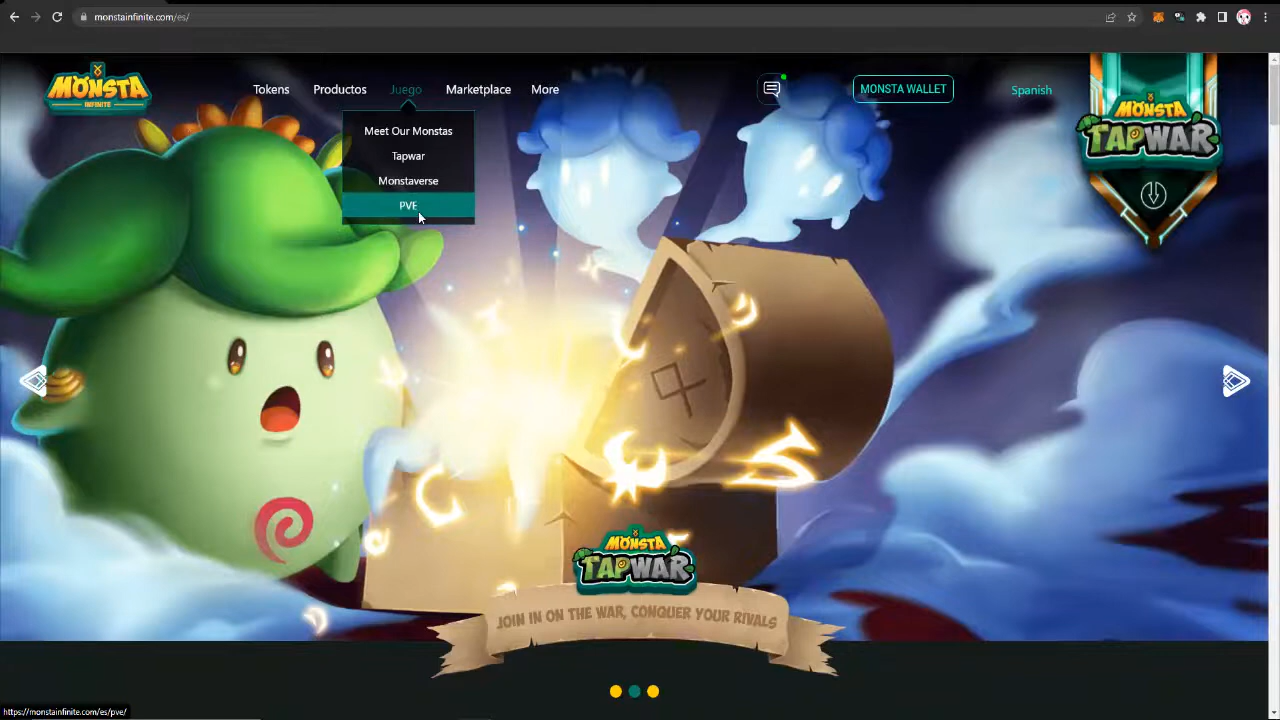 monstainfinite.com/es/
MONSTA
INFINITE
Tokens
Productos
Juego
Marketplace
More
MONSTA WALLET
Spanish
Meet Our Monstas
Tapwar
Monstaverse
PVE
MONSTA
TAPWAR
MONSTA
TAPWAR
JOIN IN ON THE WAR, CONQUER YOUR RIVALS
https://monstainfinite.com/es/pve/